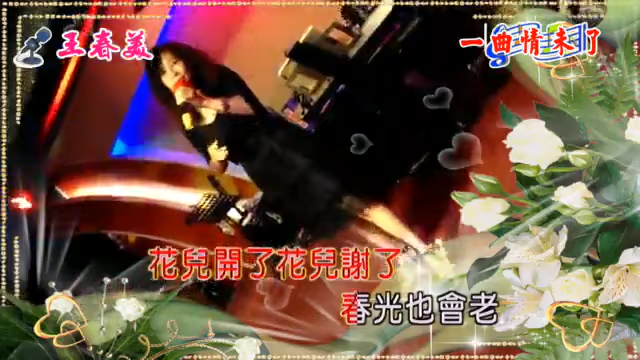 王春美
一曲情未了
花兒開了花兒謝了
春光也會老